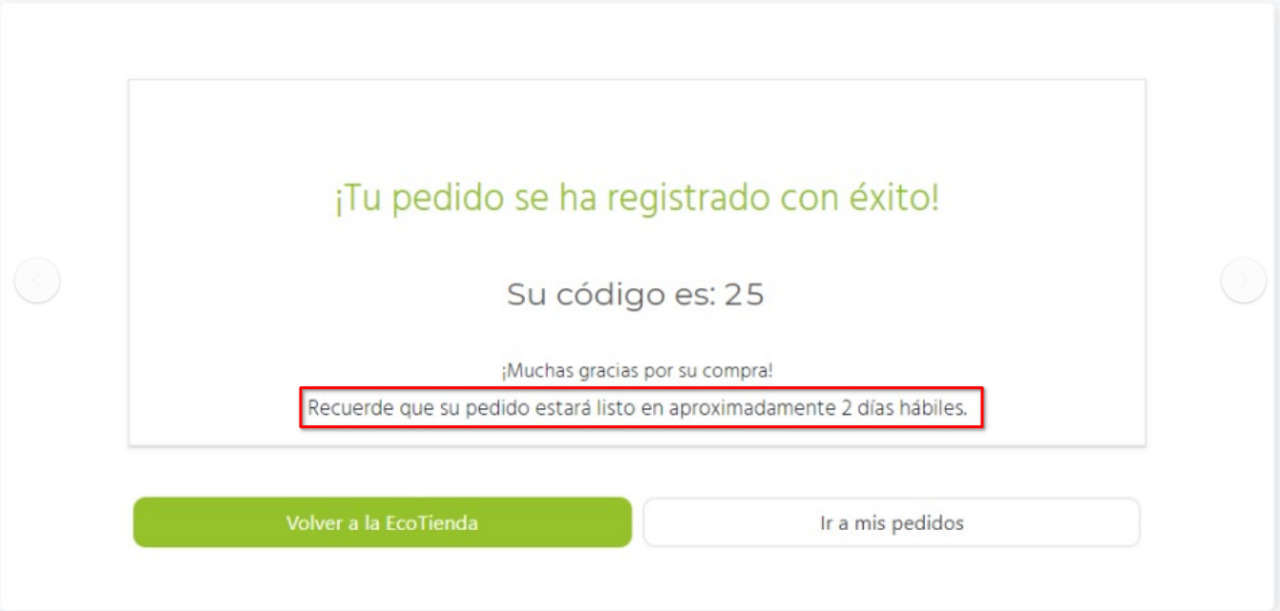 ¡Tu pedido se ha registrado con éxito!
Su código es: 25
¡Muchas gracias por su compra!
Recuerde que su pedido estará listo en aproximadamente 2 días hábiles.
Volver a la EcoTienda
Ir a mis pedidos